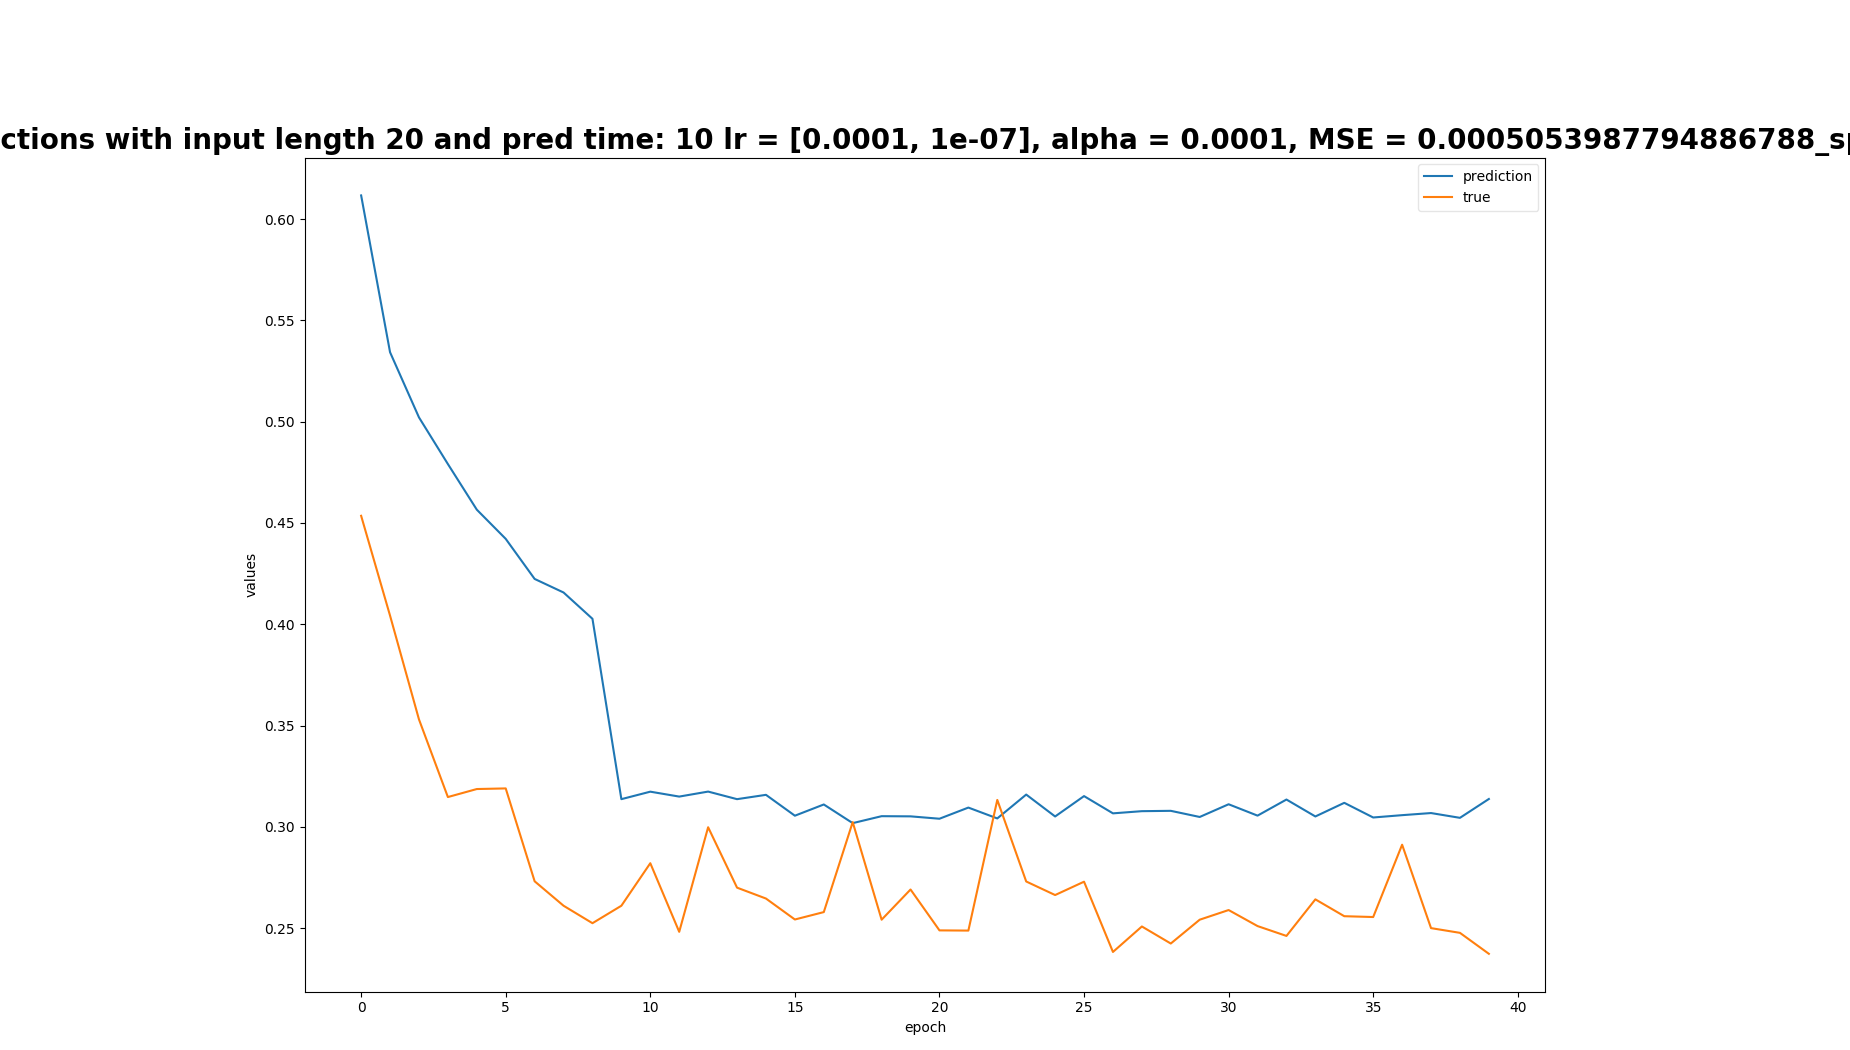 ctions with input length 20 and pred time: 10 lr = [0.0001, 1e-07], alpha = 0.0001, MSE = 0.0005053987794886788_sp
prediction
true
0.60
0.55
0.50
0.45
0.40
0.35
0.30
0.25
values
0 5 10 15 20 25 30 35 40
epoch